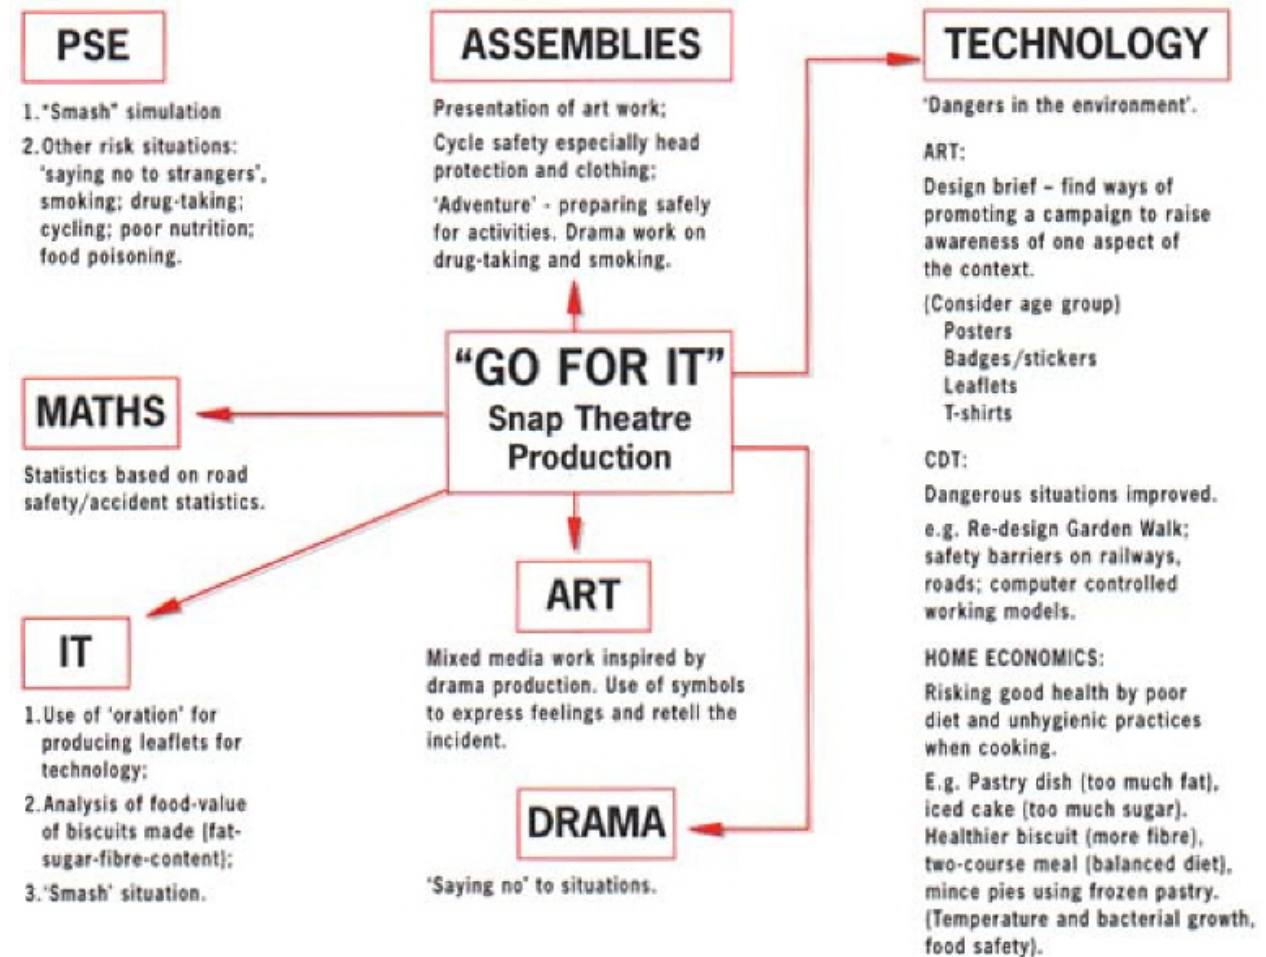 PSE
1."Smash" simulation
2.Other risk situations:
'saying no to strangers',
smoking; drug-taking;
cycling; poor nutrition;
food poisoning.
ASSEMBLIES
Presentation of art work;
Cycle safety especially head
protection and clothing;
'Adventure' - preparing safely
for activities. Drama work on
drug-taking and smoking.
"GO FOR IT"
Snap Theatre
Production
MATHS
Statistics based on road
safety/accident statistics.
IT
1.Use of 'oration' for
producing leaflets for
technology;
2.Analysis of food-value
of biscuits made (fat-
sugar-fibre-content);
3.'Smash' situation.
ART
Mixed media work inspired by
drama production. Use of symbols
to express feelings and retell the
incident.
DRAMA
'Saying no' to situations.
TECHNOLOGY
'Dangers in the environment'.
ART:
Design brief – find ways of
promoting a campaign to raise
awareness of one aspect of
the context.
(Consider age group)
Posters
Badges/stickers
Leaflets
T-shirts
CDT:
Dangerous situations improved.
e.g. Re-design Garden Walk;
safety barriers on railways,
roads; computer controlled
working models.
HOME ECONOMICS:
Risking good health by poor
diet and unhygienic practices
when cooking.
E.g. Pastry dish (too much fat),
iced cake (too much sugar).
Healthier biscuit (more fibre),
two-course meal (balanced diet),
mince pies using frozen pastry.
(Temperature and bacterial growth,
food safety).